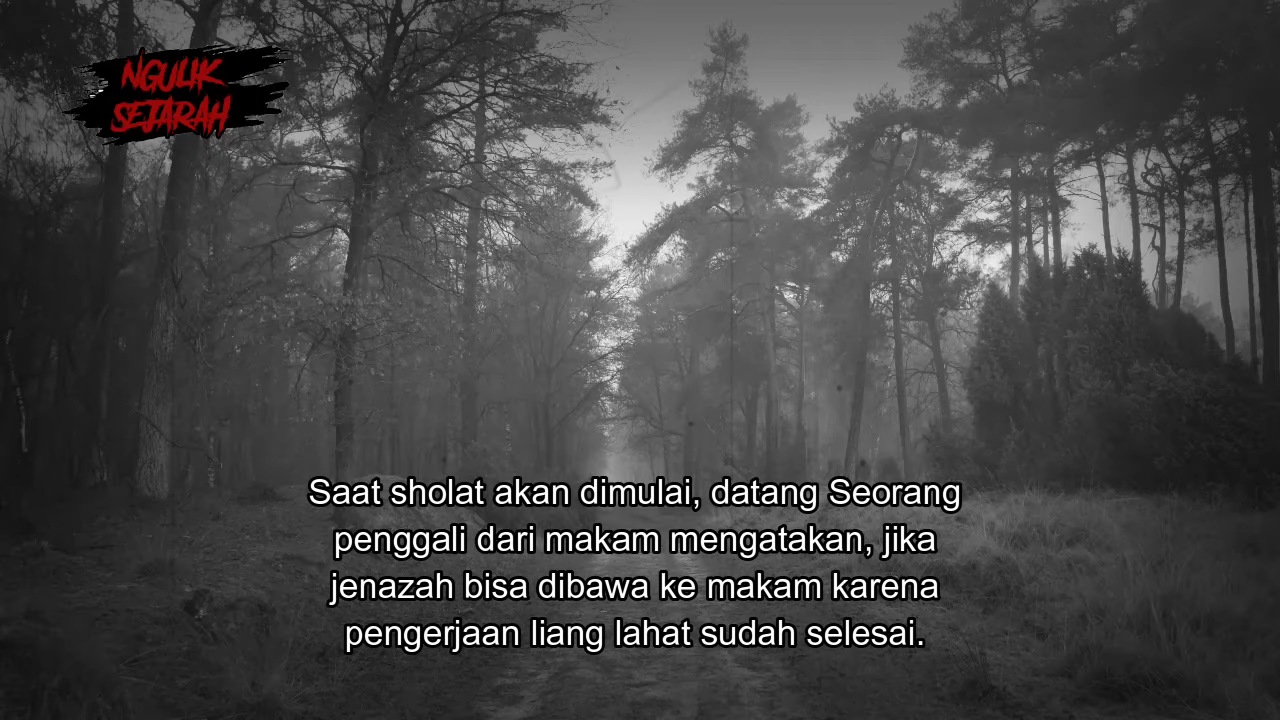 NGULIK
SEJARAH
Saat sholat akan dimulai, datang Seorang
penggali dari makam mengatakan, jika
jenazah bisa dibawa ke makam karena
pengerjaan liang lahat sudah selesai.